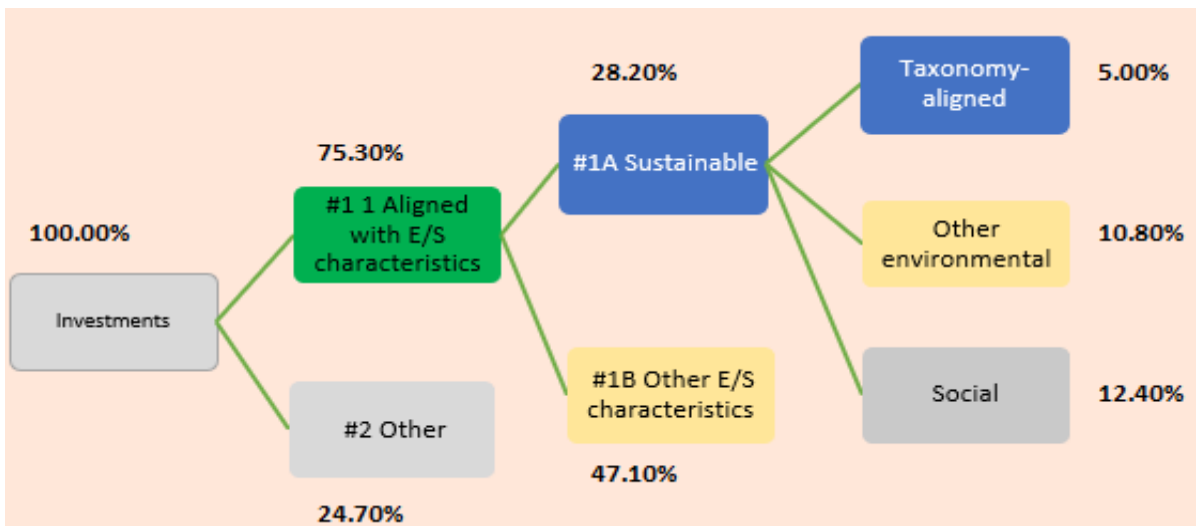 28.20%
Taxonomy-
aligned
5.00%
75.30%
#1A Sustainable
#1 1 Aligned
with E/S
characteristics
100.00%
Other
environmental
10.80%
Investments
#1B Other E/S
characteristics
Social
12.40%
#2 Other
47.10%
24.70%